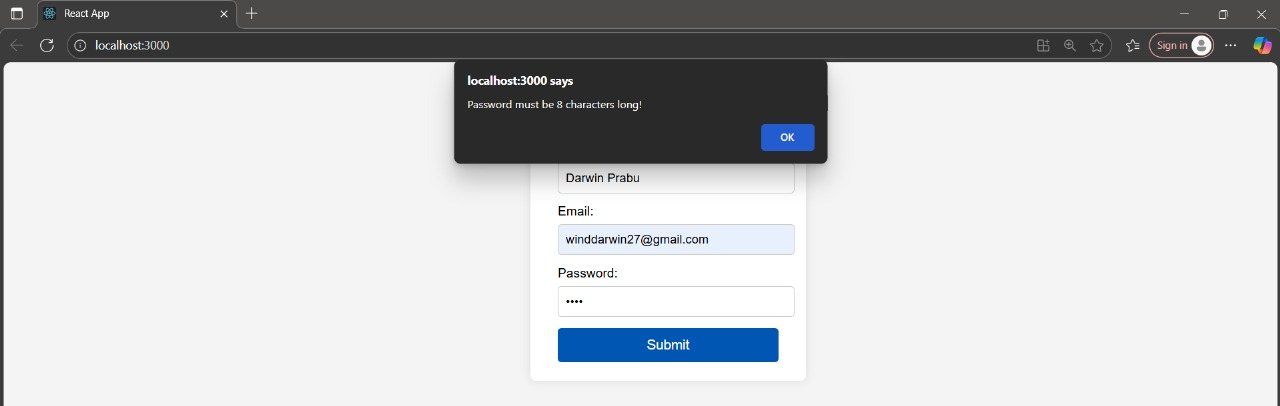 React App
localhost:3000
Sign in
localhost:3000 says
Password must be 8 characters long!
OK
Darwin Prabu
Email:
winddarwin27@gmail.com
Password:
••••
Submit